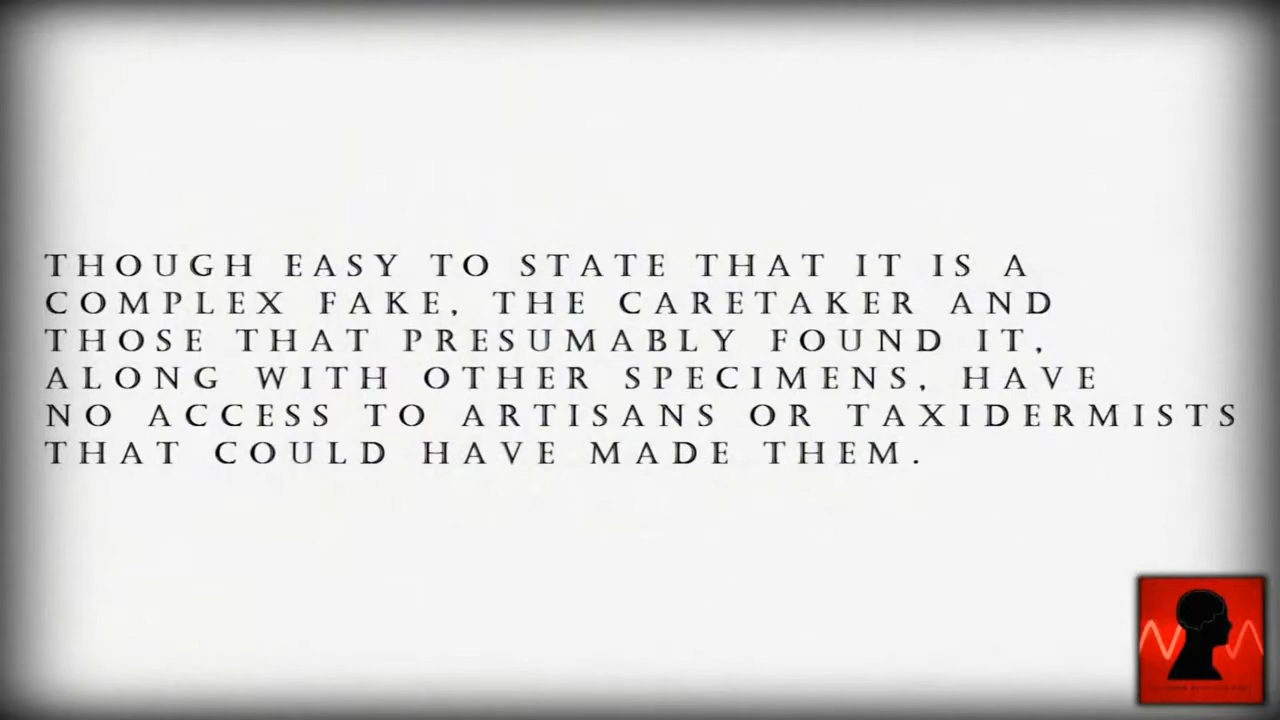 THOUGH EASY TO STATE THAT IT IS A
COMPLEX FAKE, THE CARETAKER AND
THOSE THAT PRESUMABLY FOUND IT,
ALONG WITH OTHER SPECIMENS, HAVE
NO ACCESS TO ARTISANS OR TAXIDERMISTS
THAT COULD HAVE MADE THEM.